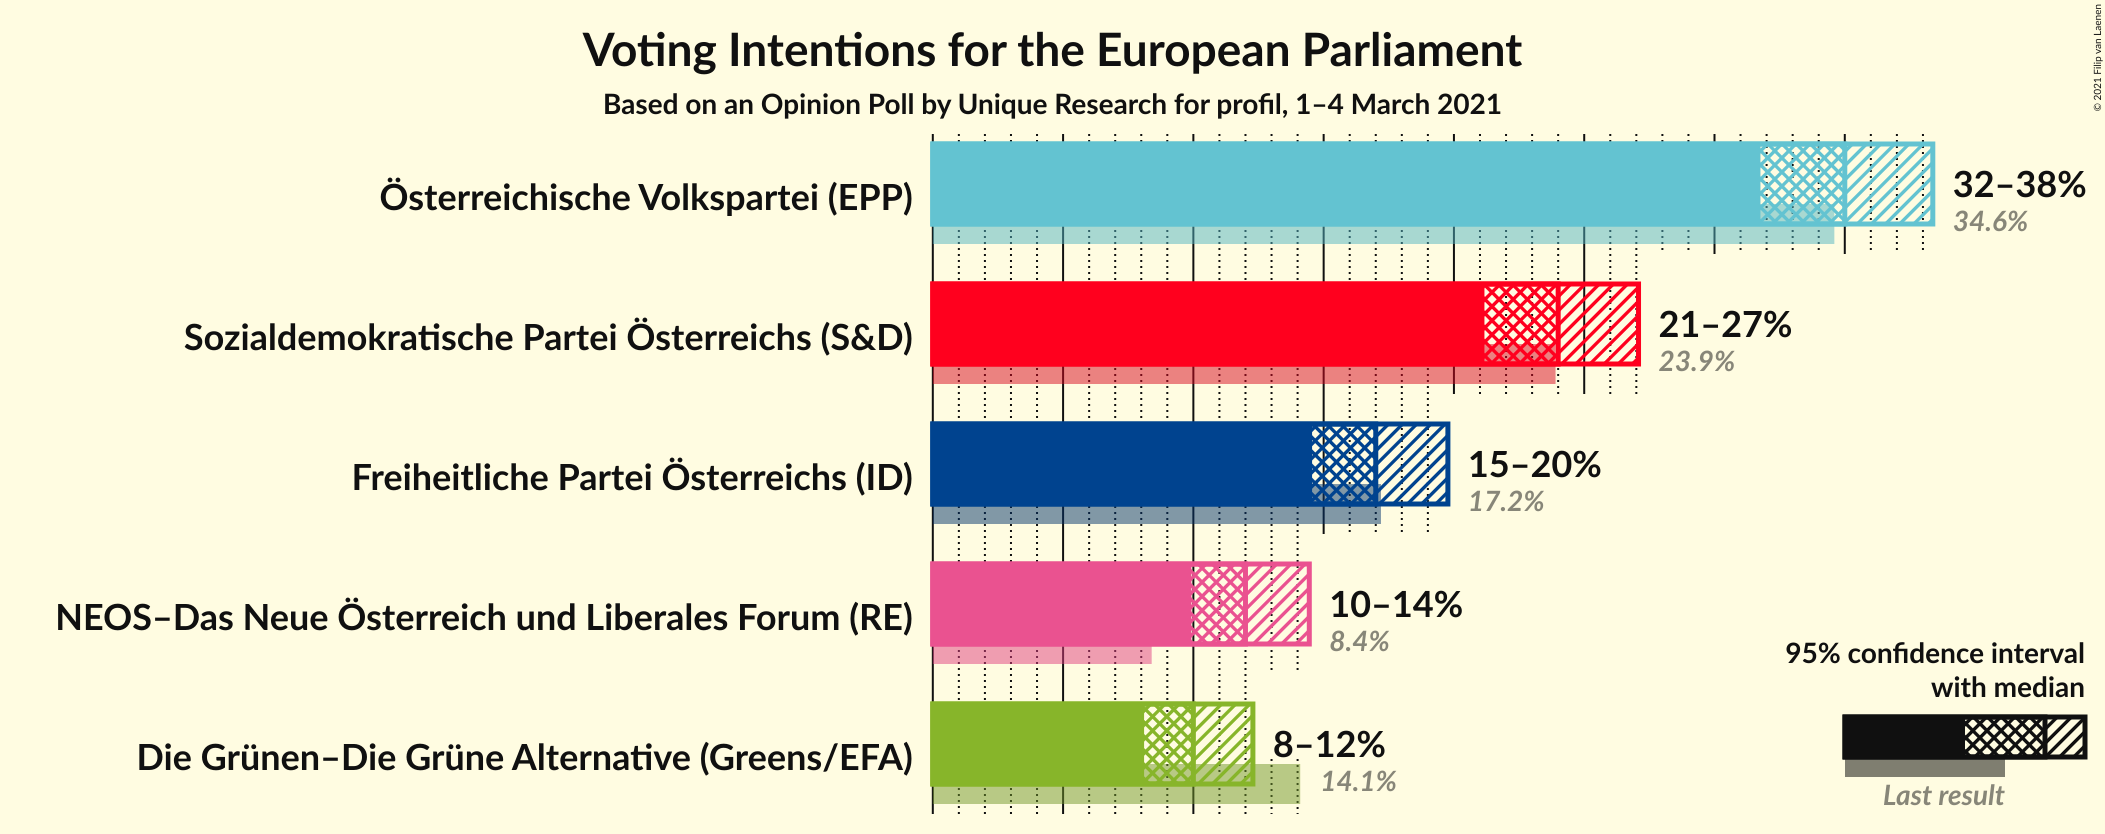 Voting Intentions for the European Parliament
Based on an Opinion Poll by Unique Research for profil, 1–4 March 2021
© 2021 Filip van Laenen
Österreichische Volkspartei (EPP)
32–38%
34.6%
Sozialdemokratische Partei Österreichs (S&D)
21–27%
23.9%
Freiheitliche Partei Österreichs (ID)
15–20%
17.2%
NEOS–Das Neue Österreich und Liberales Forum (RE)
10–14%
8.4%
Die Grünen–Die Grüne Alternative (Greens/EFA)
8–12%
14.1%
95% confidence interval
with median
Last result